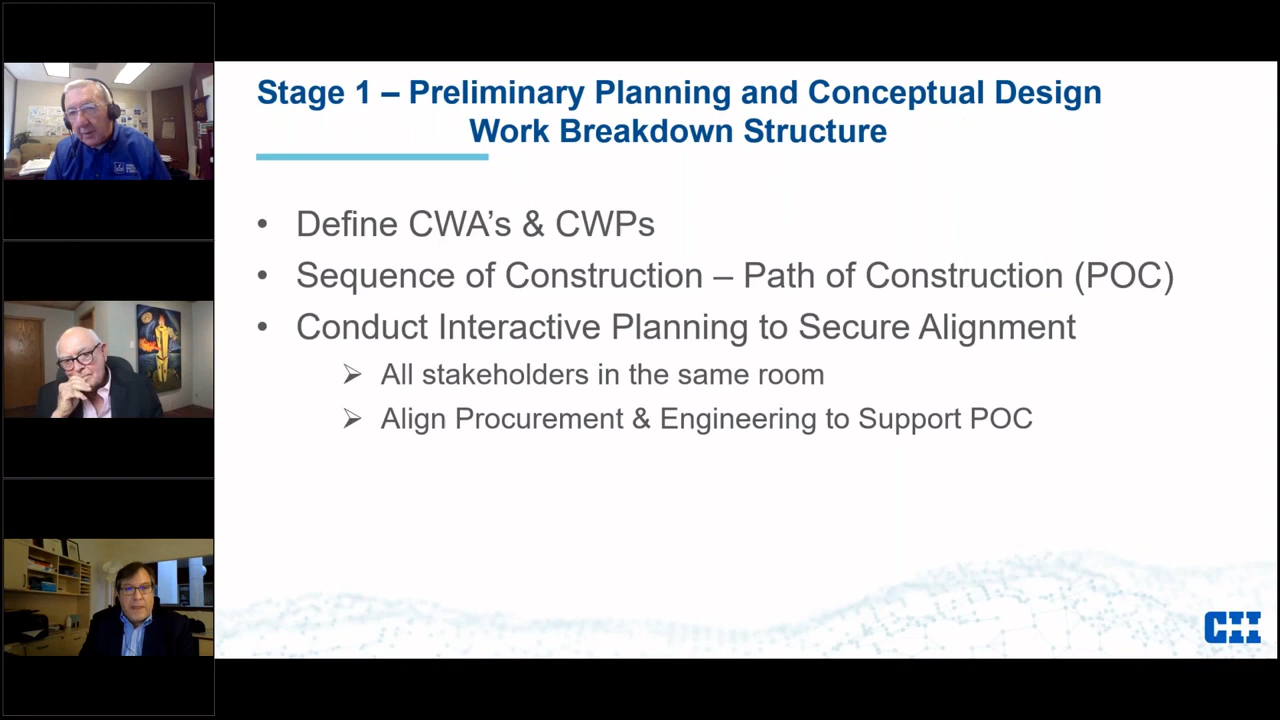 Stage 1 – Preliminary Planning and Conceptual Design
Work Breakdown Structure
• Define CWA’s & CWPs
• Sequence of Construction – Path of Construction (POC)
• Conduct Interactive Planning to Secure Alignment
➢ All stakeholders in the same room
➢ Align Procurement & Engineering to Support POC
CII